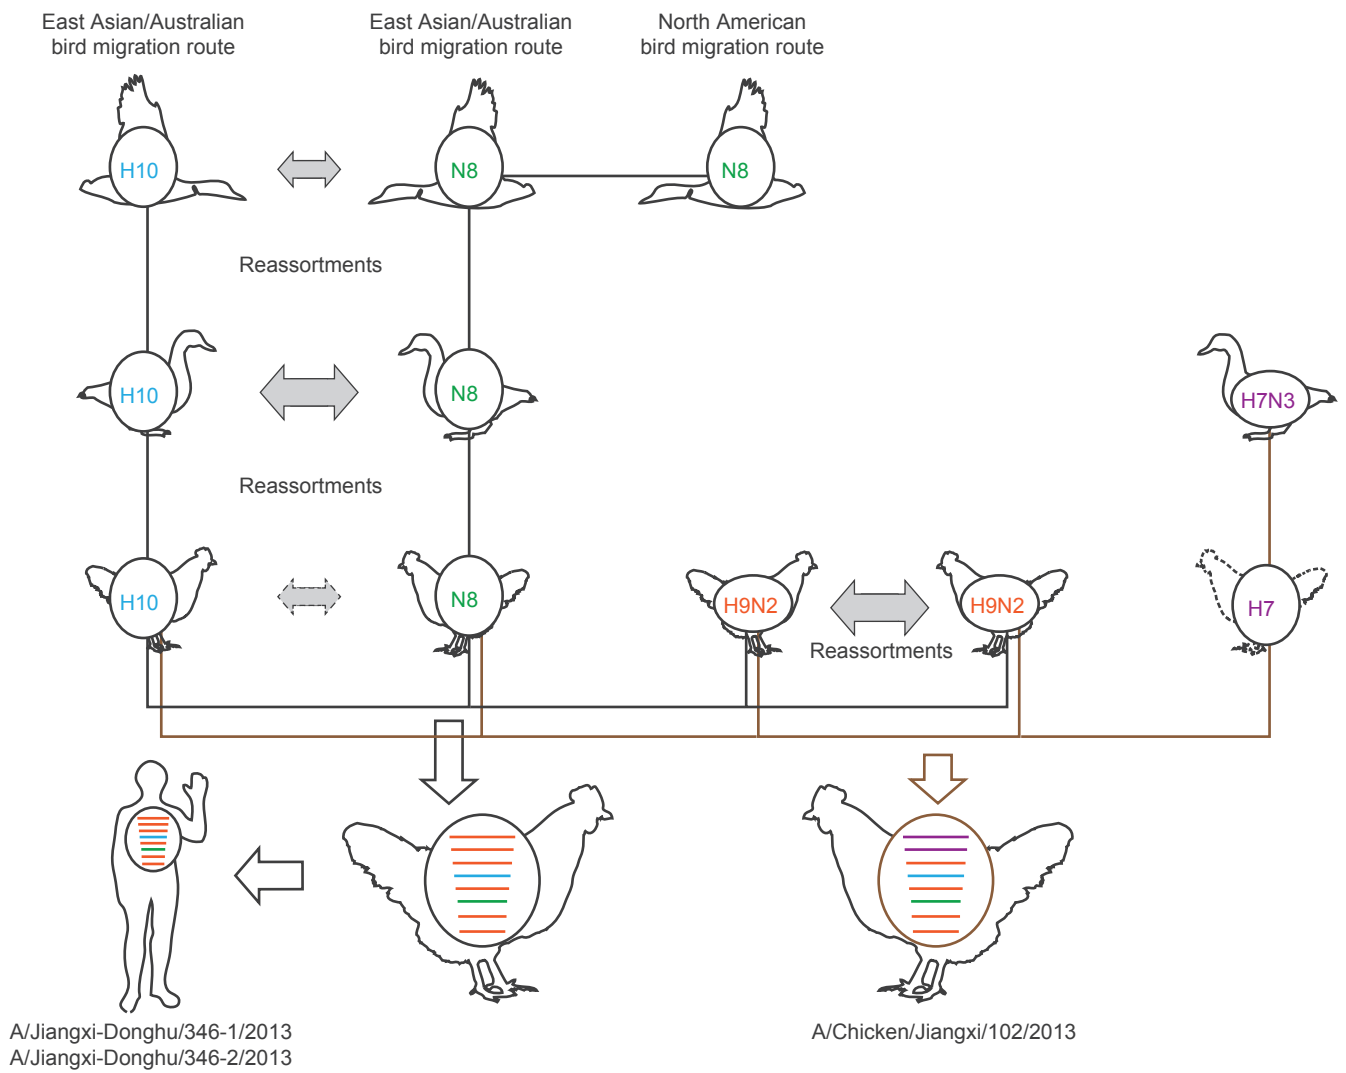 East Asian/Australian
bird migration route
East Asian/Australian
bird migration route
North American
bird migration route
H10
N8
N8
Reassortments
H10
N8
H7N3
Reassortments
H10
N8
H9N2
H9N2
H7
Reassortments
A/Jiangxi-Donghu/346-1/2013
A/Jiangxi-Donghu/346-2/2013
A/Chicken/Jiangxi/102/2013